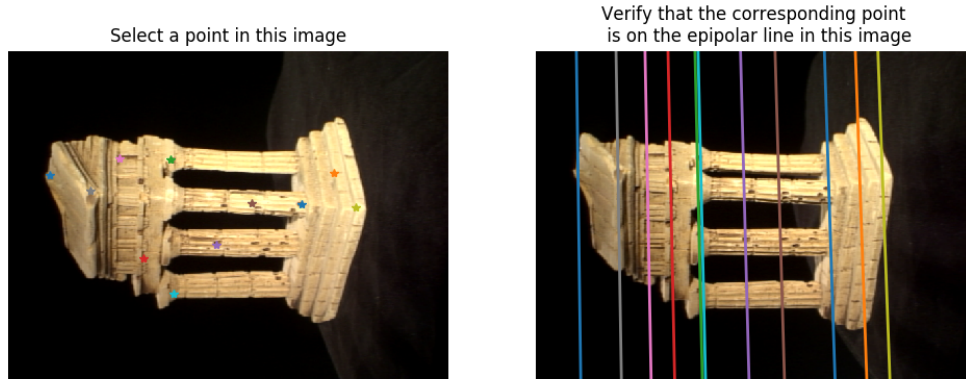 Select a point in this image
Verify that the corresponding point
is on the epipolar line in this image